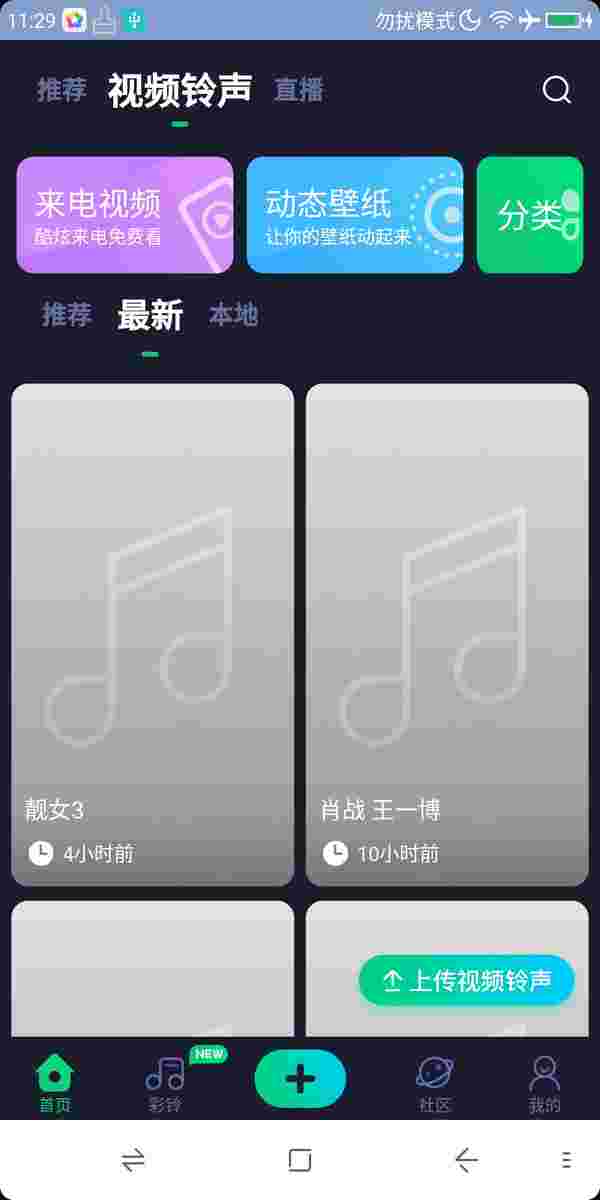 11:29 勿扰模式
推荐 视频铃声 直播
来电视频 动态壁纸 分类
酷炫来电免费看 让你的壁纸动起来
推荐 最新 本地
靓女3 肖战 王一博
4小时前 10小时前
上传视频铃声
NEW
首页 彩铃 社区 我的